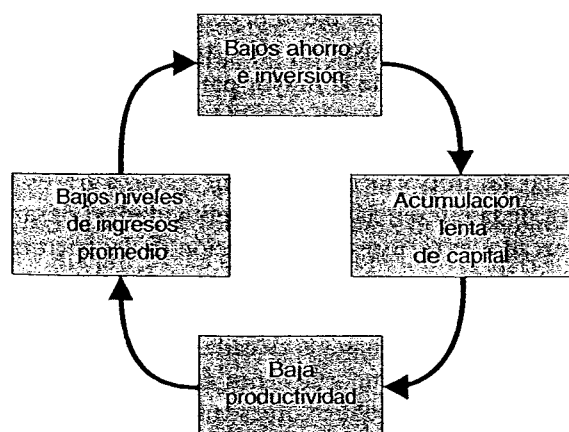 Bajos ahorro
e inversión
Acumulación
lenta
de capital
Baja
productividad
Bajos niveles
de ingresos
promedio